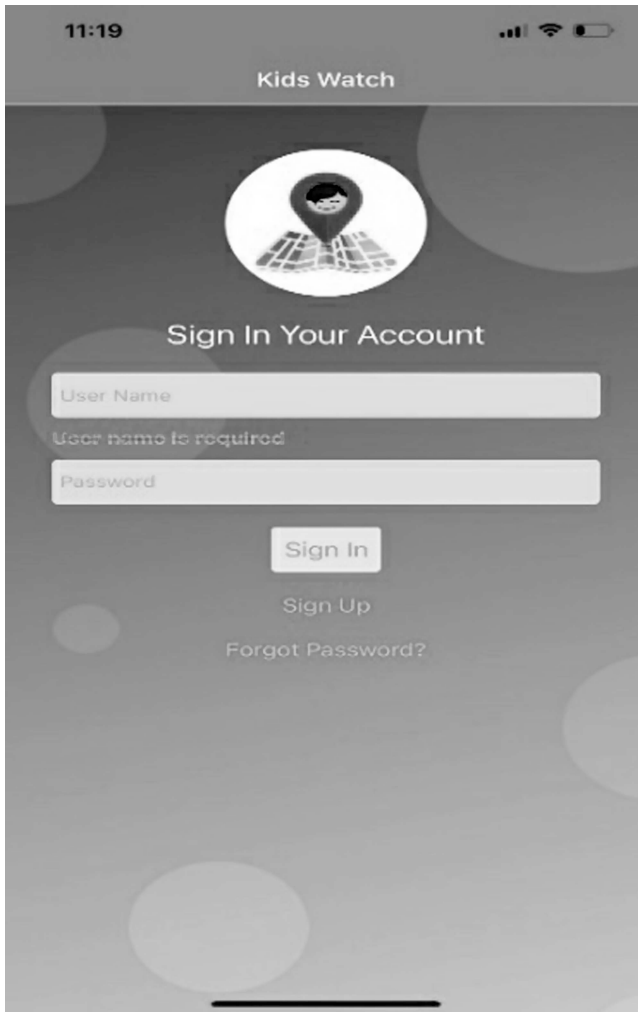 11:19
Kids Watch
Sign In Your Account
User Name
User name is required
Password
Sign In
Sign Up
Forgot Password?